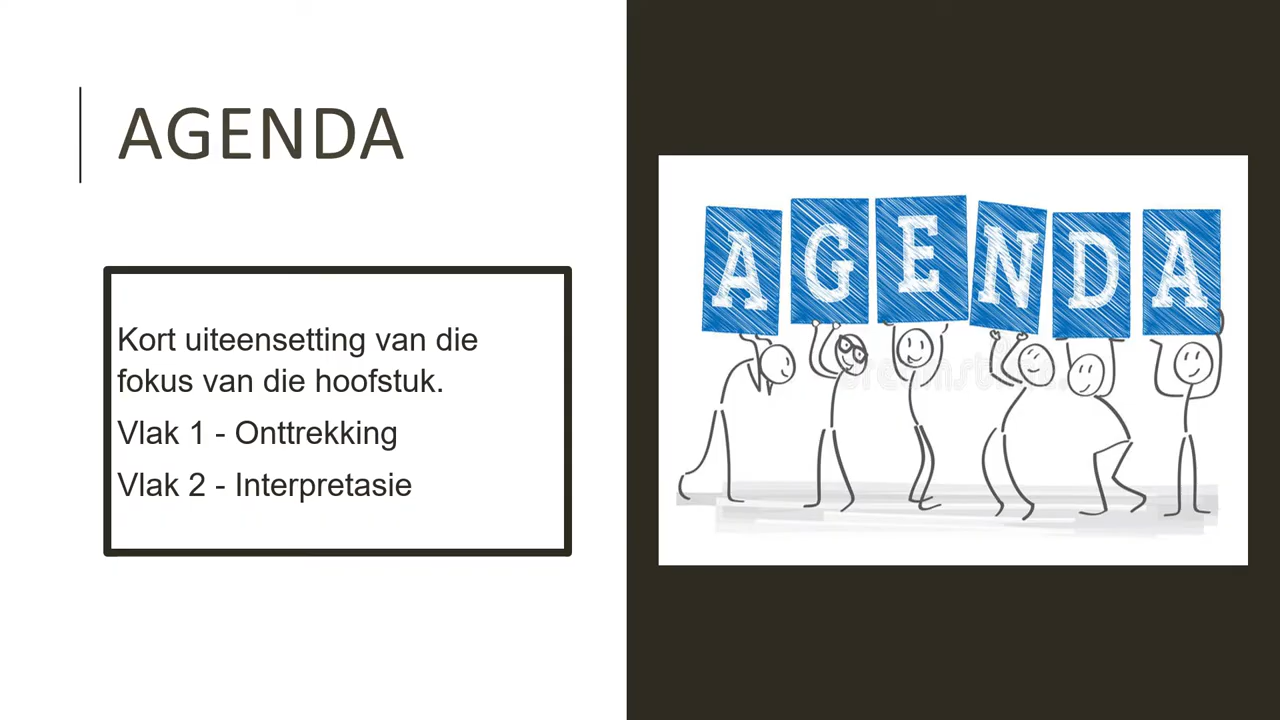 AGENDA
Kort uiteensetting van die
fokus van die hoofstuk.
Vlak 1 - Onttrekking
Vlak 2 - Interpretasie
AGENDA